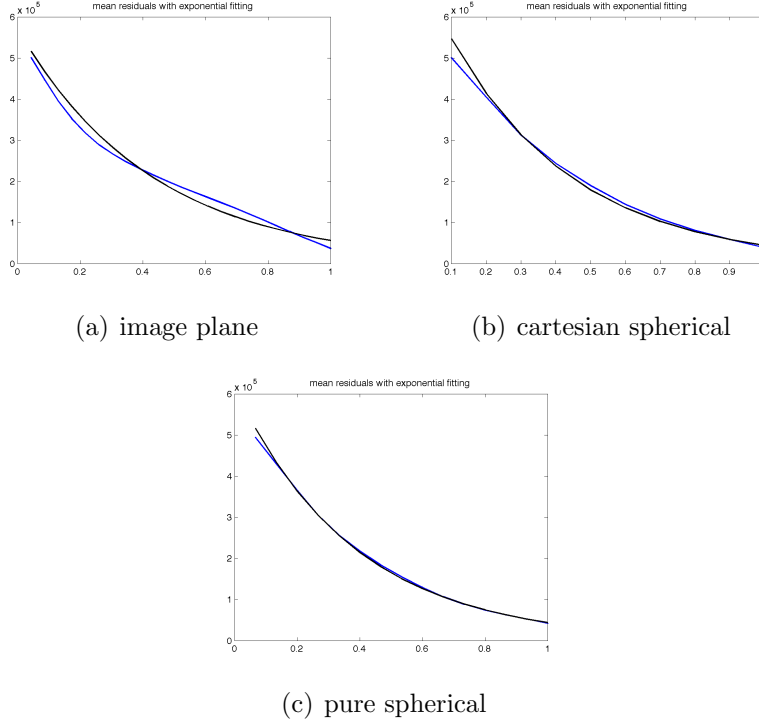 x 10^5 mean residuals with exponential fitting
6
5
4
3
2
1
0
0 0.2 0.4 0.6 0.8 1
(a) image plane
x 10^5 mean residuals with exponential fitting
6
5
4
3
2
1
0
0.1 0.2 0.3 0.4 0.5 0.6 0.7 0.8 0.9
(b) cartesian spherical
x 10^5 mean residuals with exponential fitting
6
5
4
3
2
1
0
0 0.2 0.4 0.6 0.8 1
(c) pure spherical